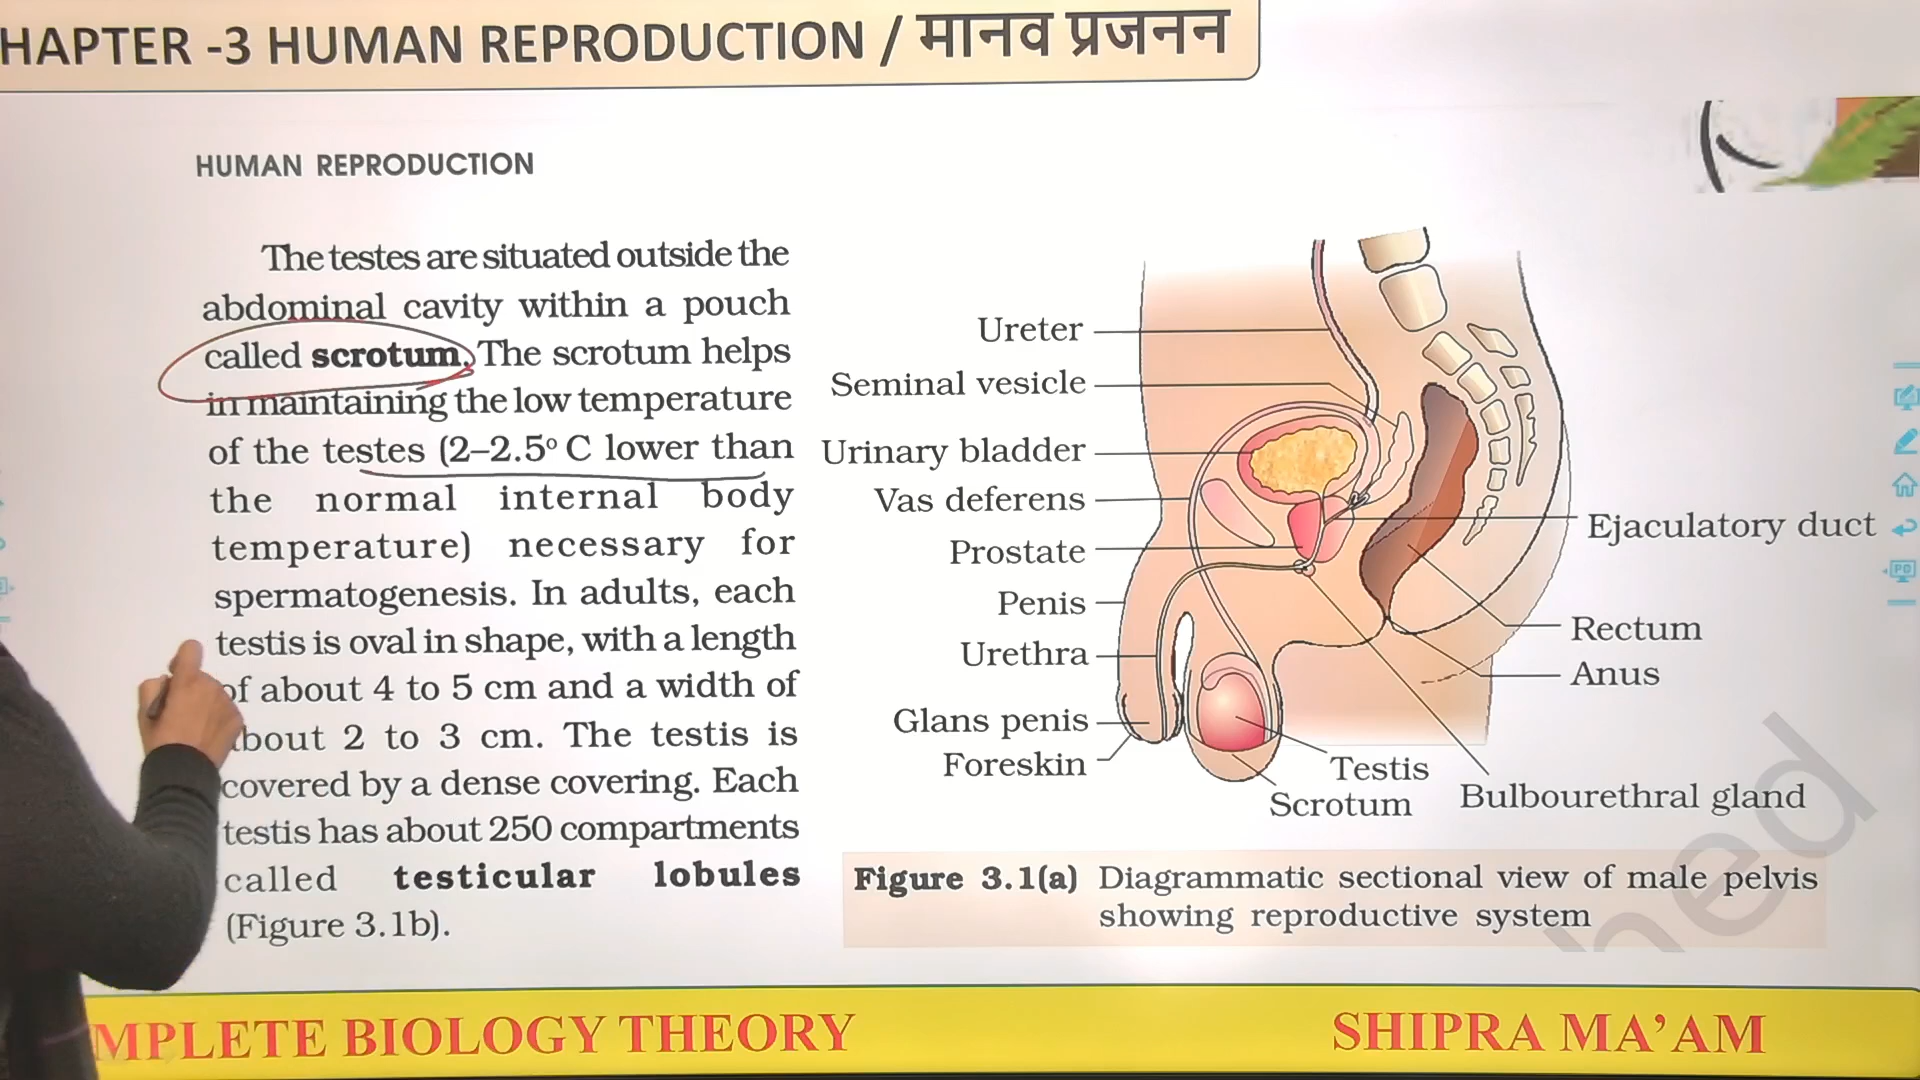 HAPTER -3 HUMAN REPRODUCTION / मानव प्रजनन
HUMAN REPRODUCTION
The testes are situated outside the
abdominal cavity within a pouch
called scrotum. The scrotum helps
in maintaining the low temperature
of the testes (2–2.5° C lower than
the normal internal body
temperature) necessary for
spermatogenesis. In adults, each
testis is oval in shape, with a length
of about 4 to 5 cm and a width of
about 2 to 3 cm. The testis is
covered by a dense covering. Each
testis has about 250 compartments
called testicular lobules
(Figure 3.1b).
Ureter
Seminal vesicle
Urinary bladder
Vas deferens
Prostate
Penis
Urethra
Glans penis
Foreskin
Ejaculatory duct
Rectum
Anus
Testis
Scrotum
Bulbourethral gland
Figure 3.1(a) Diagrammatic sectional view of male pelvis
showing reproductive system
hed
PD
MPLETE BIOLOGY THEORY
SHIPRA MA'AM